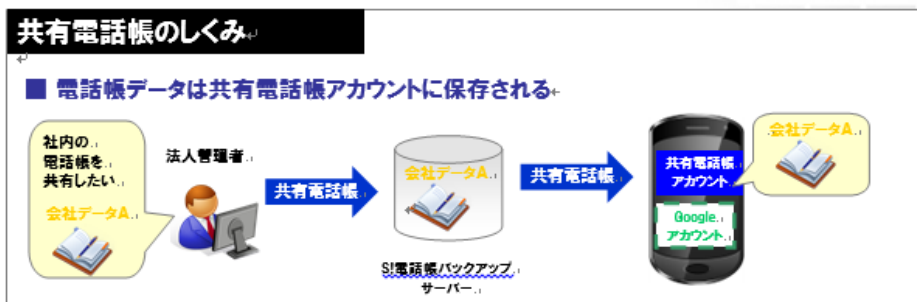 共有電話帳のしくみ
■ 電話帳データは共有電話帳アカウントに保存される
社内の
電話帳を
共有したい
会社データA
法人管理者
共有電話帳
会社データA
S!電話帳バックアップ
サーバー
共有電話帳
共有電話帳
アカウント
Google
アカウント
会社データA